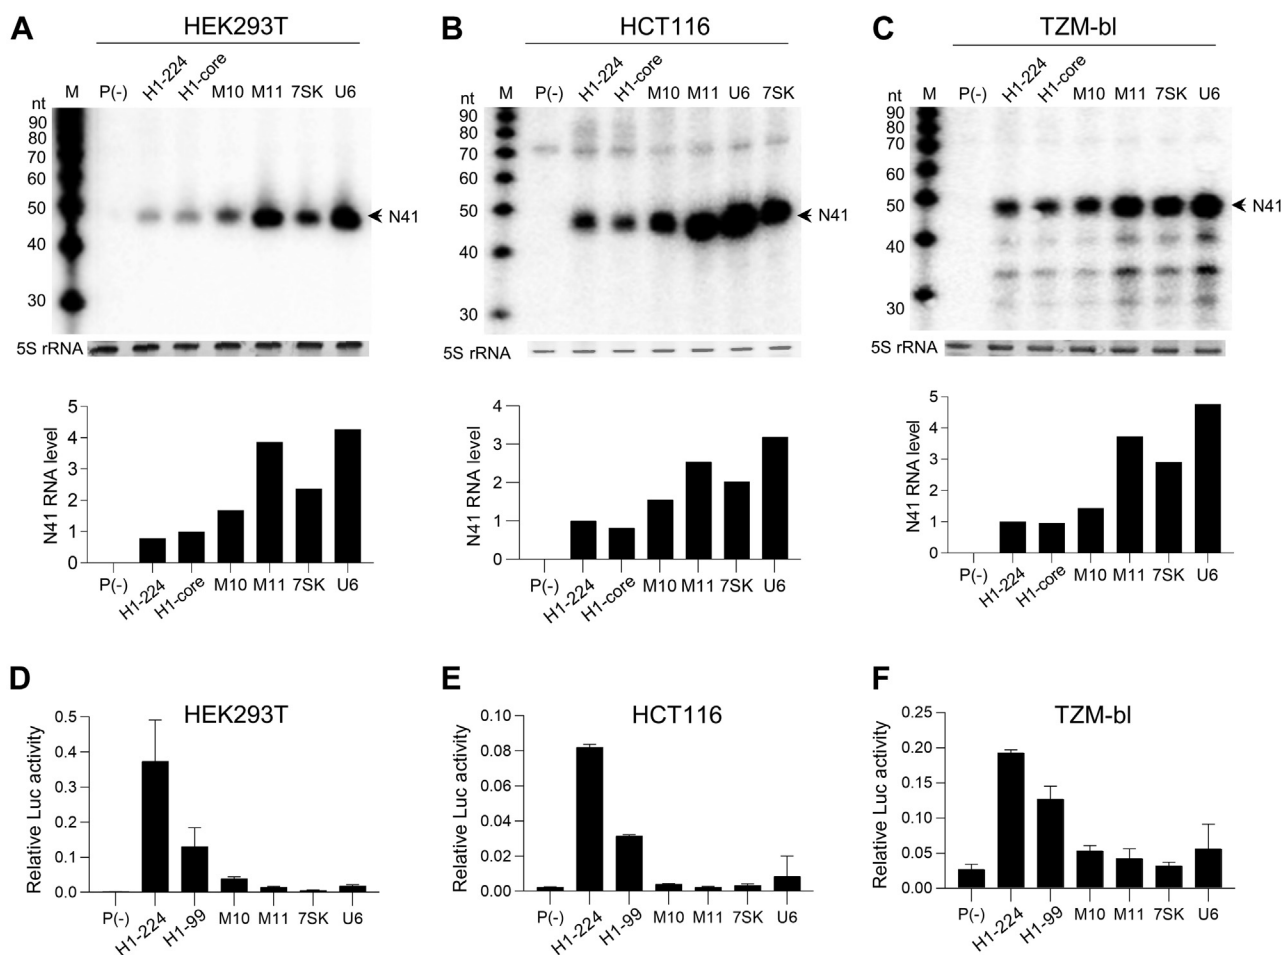 A
HEK293T
nt
M
P(-)
H1-224
H1-core
M10
M11
7SK
U6
90
80
70
60
50
40
30
N41
5S rRNA
N41 RNA level
5
4
3
2
1
0
P(-)
H1-224
H1-core
M10
M11
7SK
U6
B
HCT116
nt
M
P(-)
H1-224
H1-core
M10
M11
U6
7SK
90
80
70
60
50
40
30
N41
5S rRNA
N41 RNA level
4
3
2
1
0
P(-)
H1-224
H1-core
M10
M11
7SK
U6
C
TZM-bl
nt
M
P(-)
H1-224
H1-core
M10
M11
7SK
U6
90
80
70
60
50
40
30
N41
5S rRNA
N41 RNA level
5
4
3
2
1
0
P(-)
H1-224
H1-core
M10
M11
7SK
U6
D
HEK293T
Relative Luc activity
0.5
0.4
0.3
0.2
0.1
0.0
P(-)
H1-224
H1-99
M10
M11
7SK
U6
E
HCT116
Relative Luc activity
0.10
0.08
0.06
0.04
0.02
0.00
P(-)
H1-224
H1-99
M10
M11
7SK
U6
F
TZM-bl
Relative Luc activity
0.25
0.20
0.15
0.10
0.05
0.00
P(-)
H1-224
H1-99
M10
M11
7SK
U6